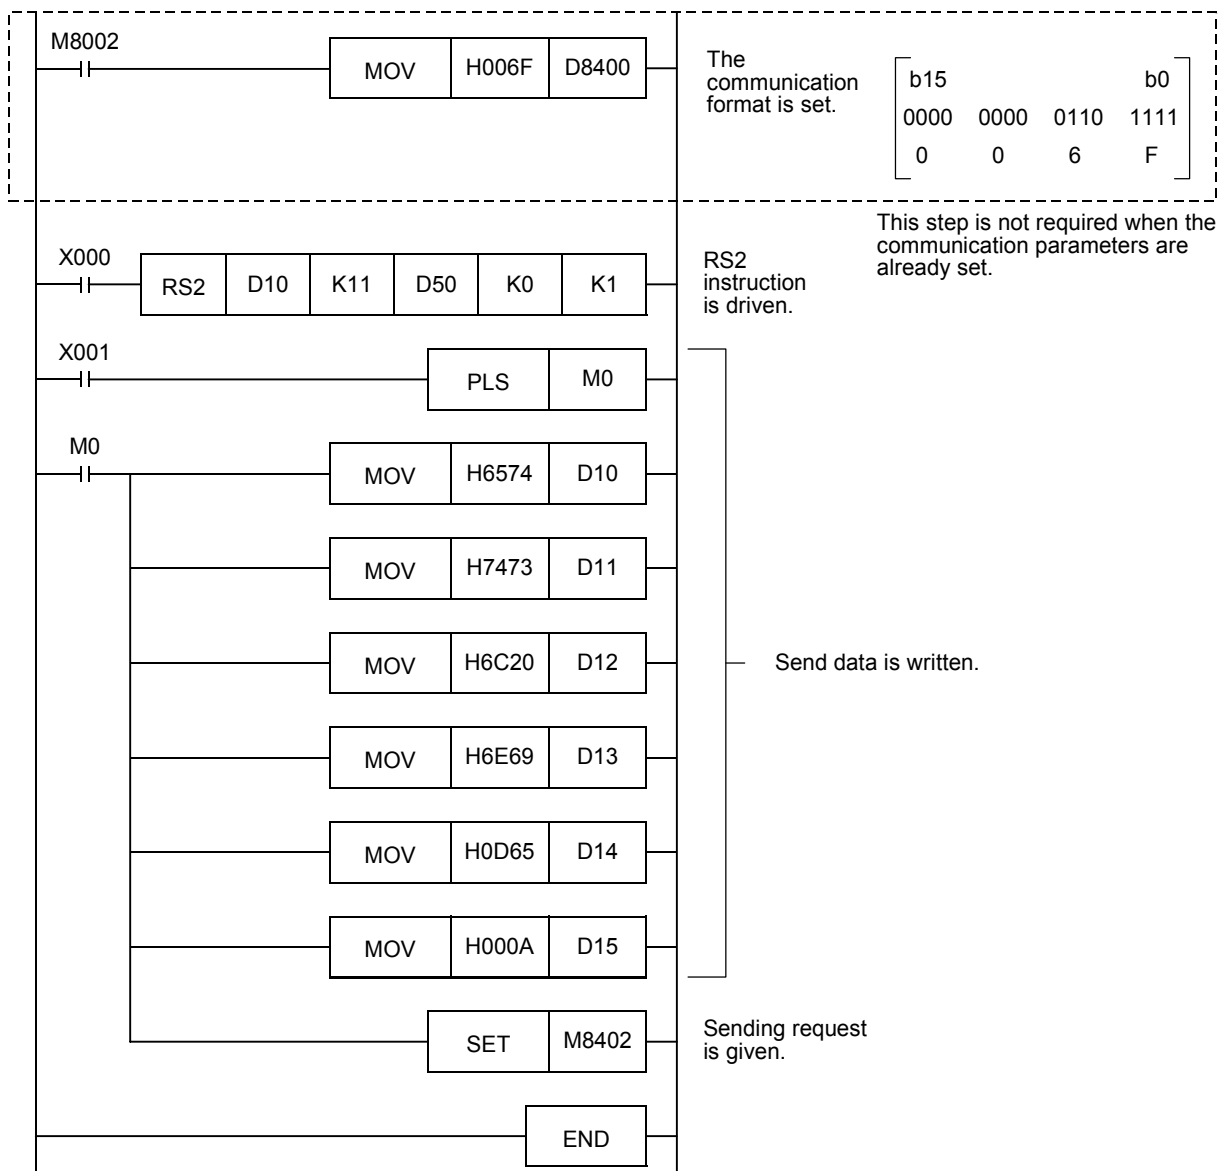 M8002
MOV H006F D8400
The
communication
format is set.
b15 b0
0000 0000 0110 1111
0 0 6 F
This step is not required when the
communication parameters are
already set.
X000
RS2 D10 K11 D50 K0 K1
RS2
instruction
is driven.
X001
PLS M0
M0
MOV H6574 D10
MOV H7473 D11
MOV H6C20 D12
Send data is written.
MOV H6E69 D13
MOV H0D65 D14
MOV H000A D15
SET M8402
Sending request
is given.
END